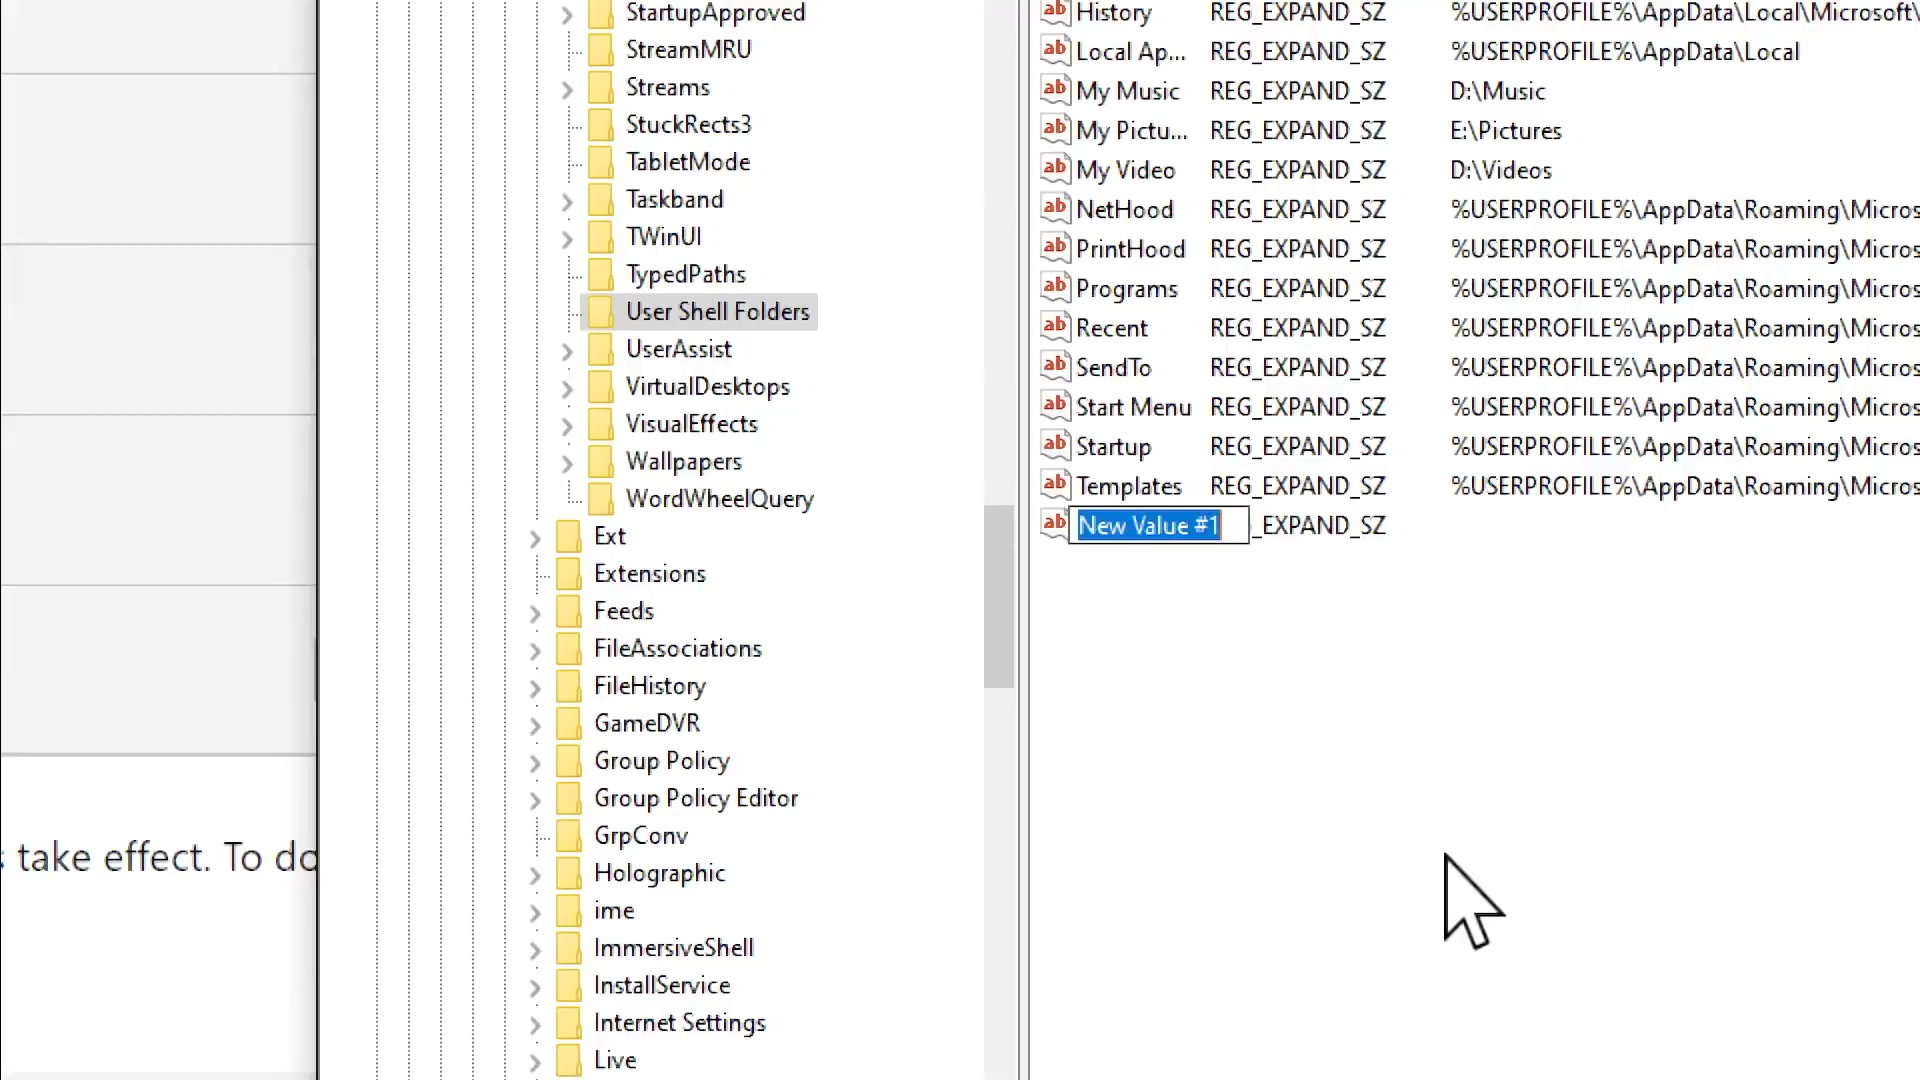 StartupApproved
StreamMRU
Streams
StuckRects3
TabletMode
Taskband
TWinUI
TypedPaths
User Shell Folders
UserAssist
VirtualDesktops
VisualEffects
Wallpapers
WordWheelQuery
Ext
Extensions
Feeds
FileAssociations
FileHistory
GameDVR
Group Policy
Group Policy Editor
GrpConv
Holographic
ime
ImmersiveShell
InstallService
Internet Settings
Live
take effect. To do
History REG_EXPAND_SZ %USERPROFILE%\AppData\Local\Microsoft\
Local Ap... REG_EXPAND_SZ %USERPROFILE%\AppData\Local
My Music REG_EXPAND_SZ D:\Music
My Pictu... REG_EXPAND_SZ E:\Pictures
My Video REG_EXPAND_SZ D:\Videos
NetHood REG_EXPAND_SZ %USERPROFILE%\AppData\Roaming\Micros
PrintHood REG_EXPAND_SZ %USERPROFILE%\AppData\Roaming\Micros
Programs REG_EXPAND_SZ %USERPROFILE%\AppData\Roaming\Micros
Recent REG_EXPAND_SZ %USERPROFILE%\AppData\Roaming\Micros
SendTo REG_EXPAND_SZ %USERPROFILE%\AppData\Roaming\Micros
Start Menu REG_EXPAND_SZ %USERPROFILE%\AppData\Roaming\Micros
Startup REG_EXPAND_SZ %USERPROFILE%\AppData\Roaming\Micros
Templates REG_EXPAND_SZ %USERPROFILE%\AppData\Roaming\Micros
New Value #1 _EXPAND_SZ